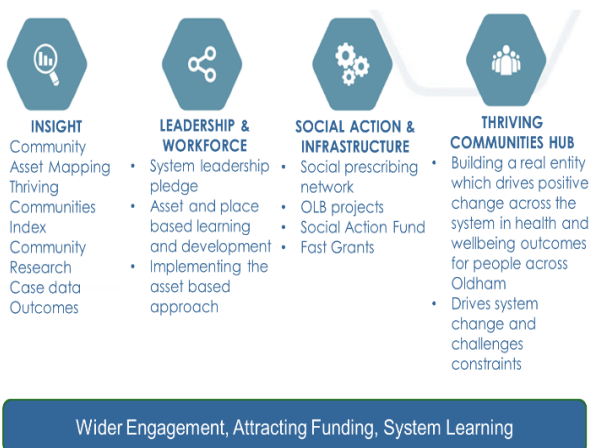 INSIGHT
Community
Asset Mapping
Thriving
Communities
Index
Community
Research
Case data
Outcomes
LEADERSHIP &
WORKFORCE
• System leadership
pledge
• Asset and place
based learning
and development
• Implementing the
asset based
approach
SOCIAL ACTION &
INFRASTRUCTURE
• Social prescribing
network
• OLB projects
• Social Action Fund
• Fast Grants
THRIVING
COMMUNITIES HUB
• Building a real entity
which drives positive
change across the
system in health and
wellbeing outcomes
for people across
Oldham
• Drives system
change and
challenges
constraints
Wider Engagement, Attracting Funding, System Learning